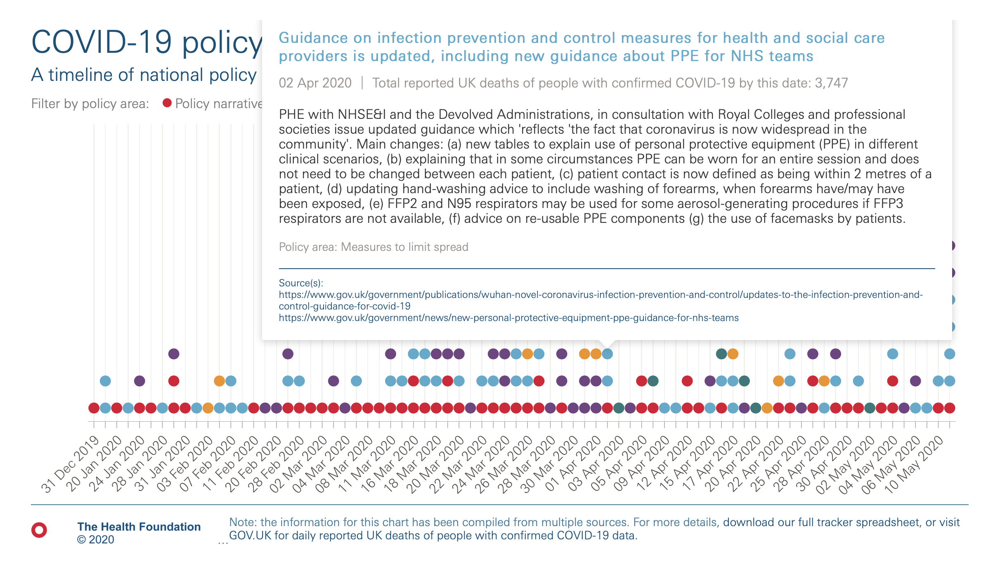 COVID-19 policy
A timeline of national policy
Filter by policy area: Policy narrative
Guidance on infection prevention and control measures for health and social care
providers is updated, including new guidance about PPE for NHS teams
02 Apr 2020 | Total reported UK deaths of people with confirmed COVID-19 by this date: 3,747
PHE with NHSE&I and the Devolved Administrations, in consultation with Royal Colleges and professional
societies issue updated guidance which 'reflects 'the fact that coronavirus is now widespread in the
community'. Main changes: (a) new tables to explain use of personal protective equipment (PPE) in different
clinical scenarios, (b) explaining that in some circumstances PPE can be worn for an entire session and does
not need to be changed between each patient, (c) patient contact is now defined as being within 2 metres of a
patient, (d) updating hand-washing advice to include washing of forearms, when forearms have/may have
been exposed, (e) FFP2 and N95 respirators may be used for some aerosol-generating procedures if FFP3
respirators are not available, (f) advice on re-usable PPE components (g) the use of facemasks by patients.
Policy area: Measures to limit spread
Source(s):
https://www.gov.uk/government/publications/wuhan-novel-coronavirus-infection-prevention-and-control/updates-to-the-infection-prevention-and-
control-guidance-for-covid-19
https://www.gov.uk/government/news/new-personal-protective-equipment-ppe-guidance-for-nhs-teams
31 Dec 2019
20 Jan 2020
24 Jan 2020
28 Jan 2020
31 Jan 2020
03 Feb 2020
07 Feb 2020
11 Feb 2020
20 Feb 2020
28 Feb 2020
02 Mar 2020
04 Mar 2020
08 Mar 2020
11 Mar 2020
16 Mar 2020
18 Mar 2020
20 Mar 2020
22 Mar 2020
24 Mar 2020
26 Mar 2020
28 Mar 2020
30 Mar 2020
01 Apr 2020
03 Apr 2020
05 Apr 2020
09 Apr 2020
12 Apr 2020
15 Apr 2020
17 Apr 2020
20 Apr 2020
22 Apr 2020
25 Apr 2020
28 Apr 2020
30 Apr 2020
02 May 2020
04 May 2020
06 May 2020
10 May 2020
The Health Foundation
© 2020
...
Note: the information for this chart has been compiled from multiple sources. For more details, download our full tracker spreadsheet, or visit
GOV.UK for daily reported UK deaths of people with confirmed COVID-19 data.